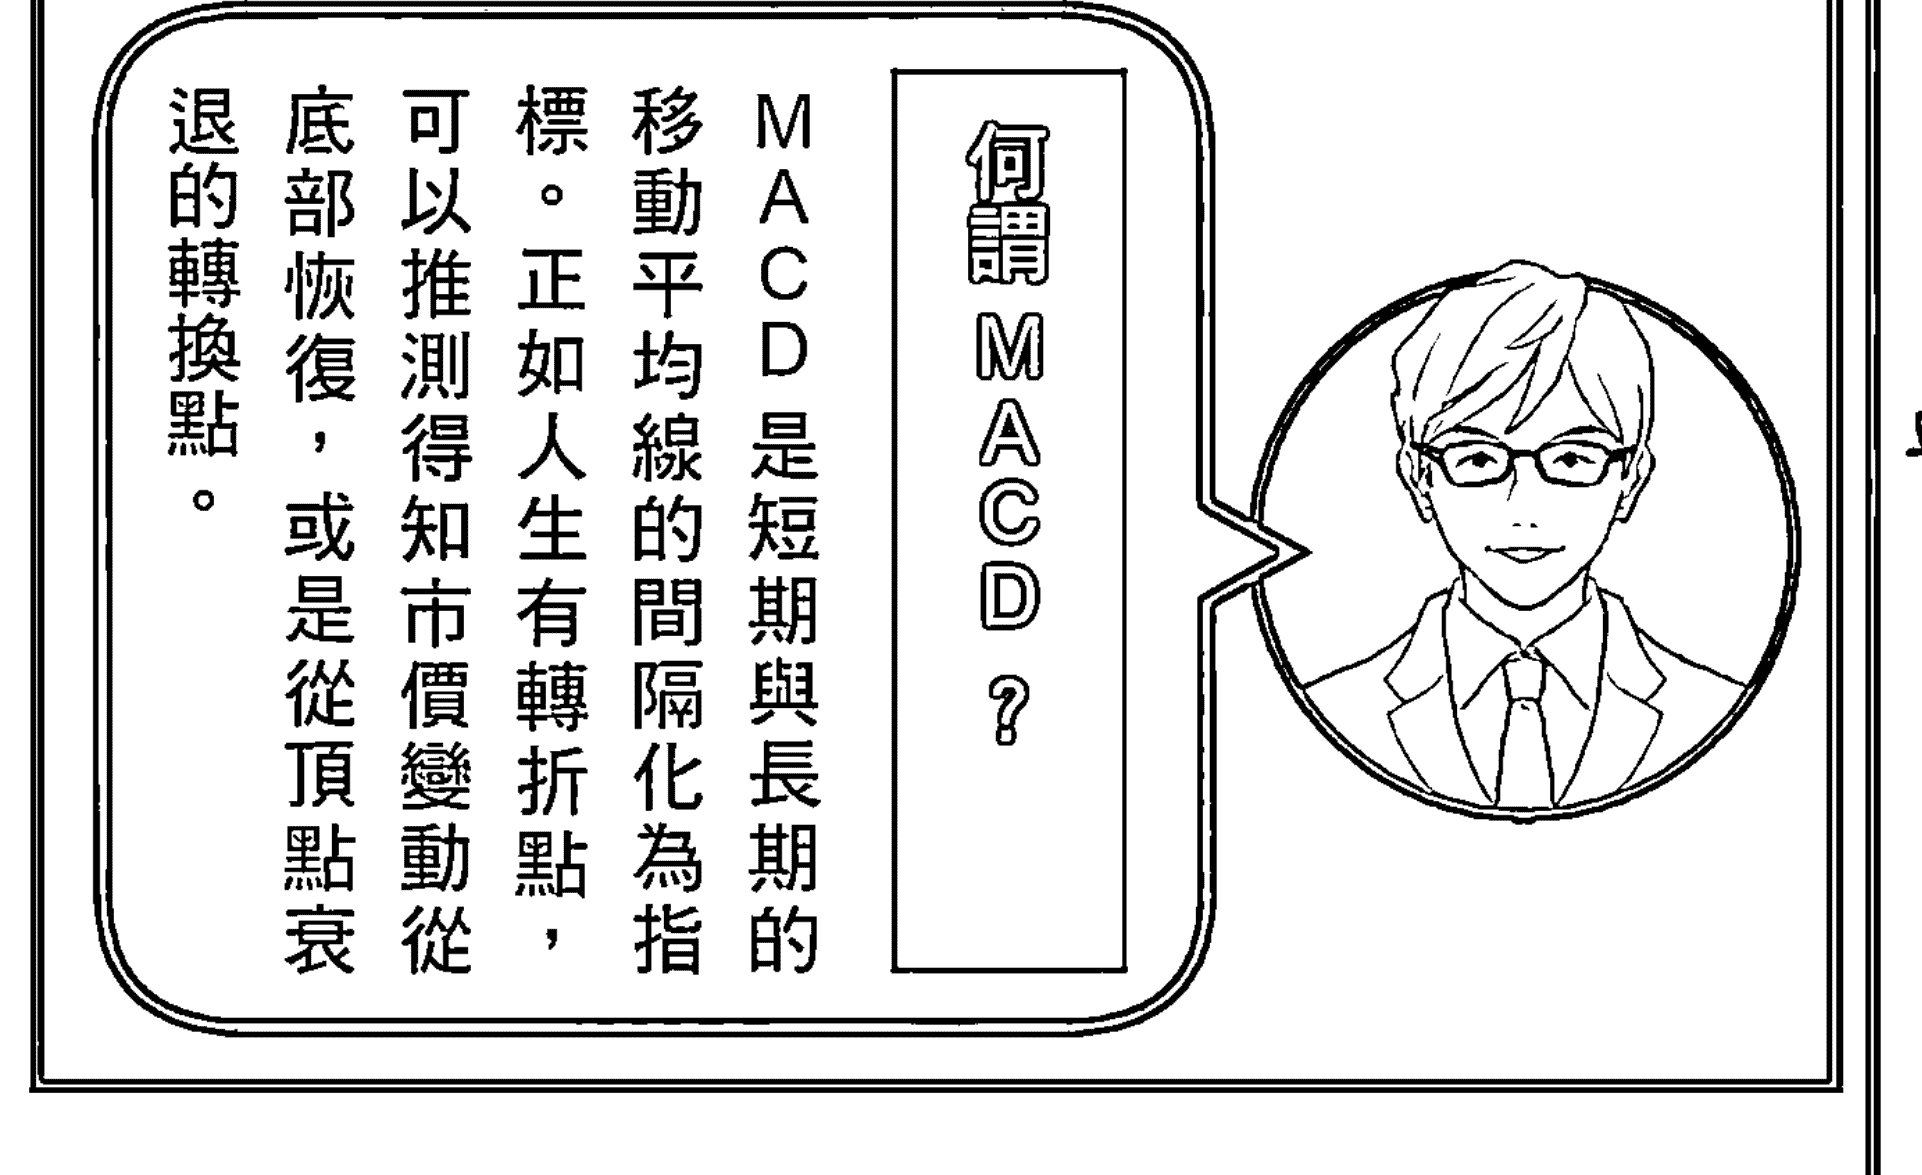 何謂MACD？
MACD是短期與長期的
移動平均線的間隔化為指
標。正如人生有轉折點，
可以推測得知市價變動從
底部恢復，或是從頂點衰
退的轉換點。